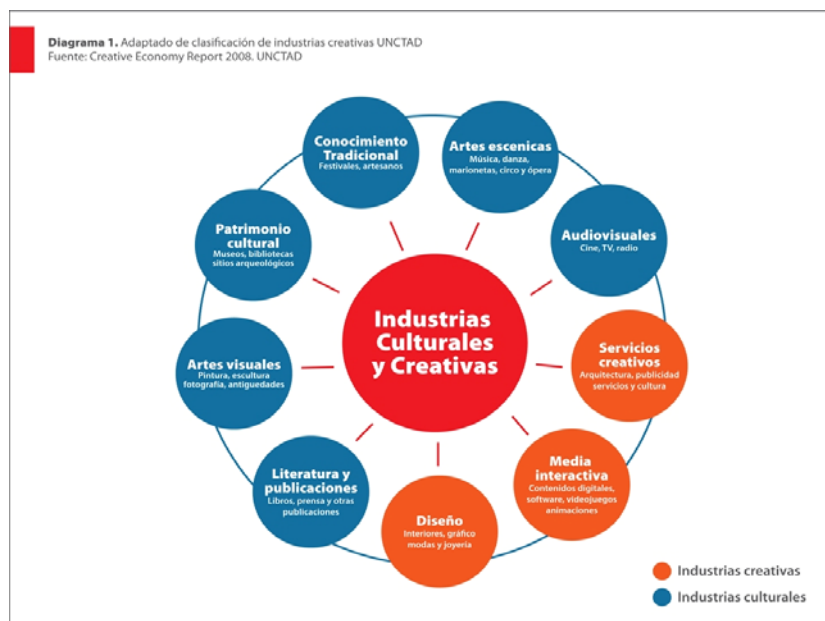 Diagrama 1. Adaptado de clasificación de industrias creativas UNCTAD
Fuente: Creative Economy Report 2008. UNCTAD
Conocimiento
Tradicional
Festivales, artesanos
Artes escenicas
Música, danza,
marionetas, circo y ópera
Audiovisuales
Cine, TV, radio
Servicios
creativos
Arquitectura, publicidad
servicios y cultura
Media
interactiva
Contenidos digitales,
software, videojuegos
animaciones
Diseño
Interiores, gráfico
modas y joyería
Literatura y
publicaciones
Libros, prensa y otras
publicaciones
Artes visuales
Pintura, escultura
fotografía, antiguedades
Patrimonio
cultural
Museos, bibliotecas
sitios arqueológicos
Industrias
Culturales
y Creativas
Industrias creativas
Industrias culturales